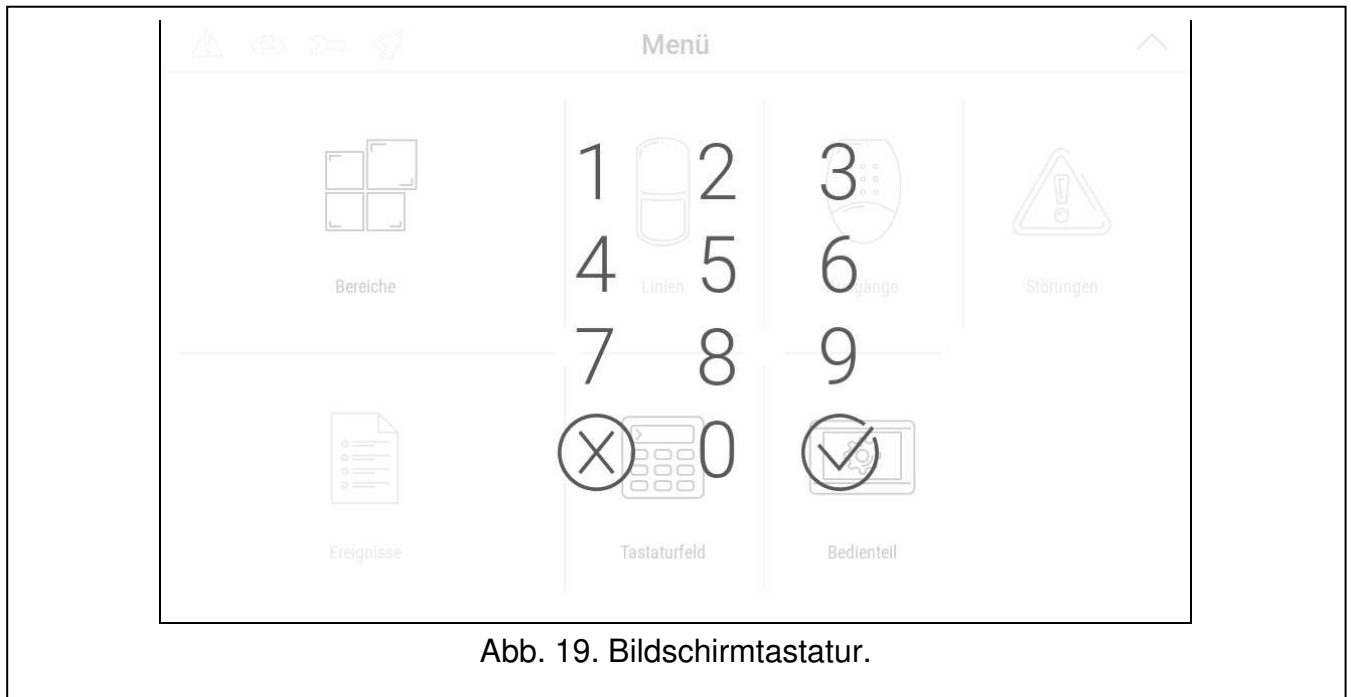 Menü
1 2 3
Bereiche 4 Linien 5 6 Störungen
7 8 9
0
Ereignisse Tastaturfeld Bedienteil
Abb. 19. Bildschirmtastatur.